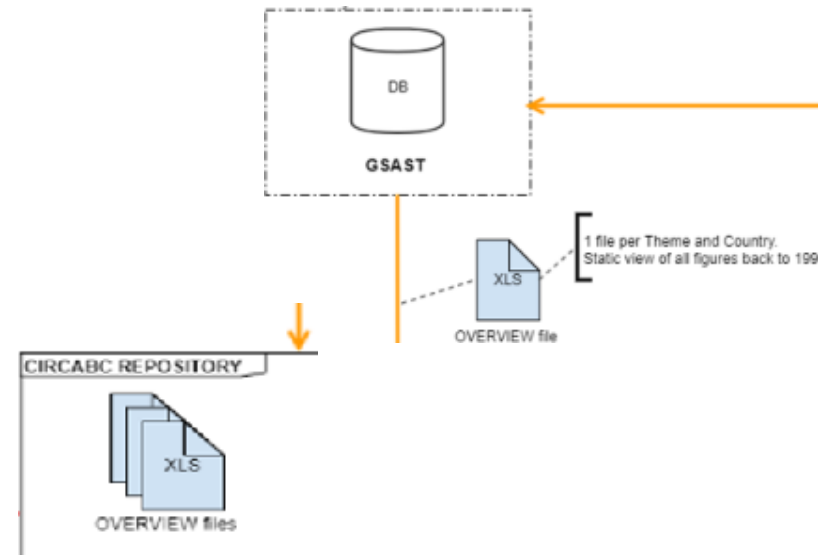 DB
GSAST
1 file per Theme and Country.
Static view of all figures back to 199
XLS
OVERVIEW file
CIRCABC REPOSITORY
XLS
OVERVIEW files